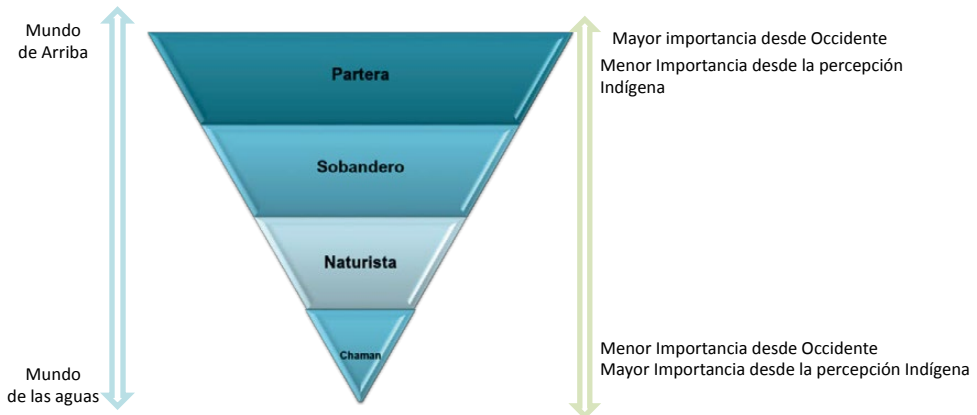 Mundo
de Arriba
Partera
Mayor importancia desde Occidente
Menor Importancia desde la percepción
Indígena
Sobandero
Naturista
Chaman
Menor Importancia desde Occidente
Mayor Importancia desde la percepción Indígena
Mundo
de las aguas